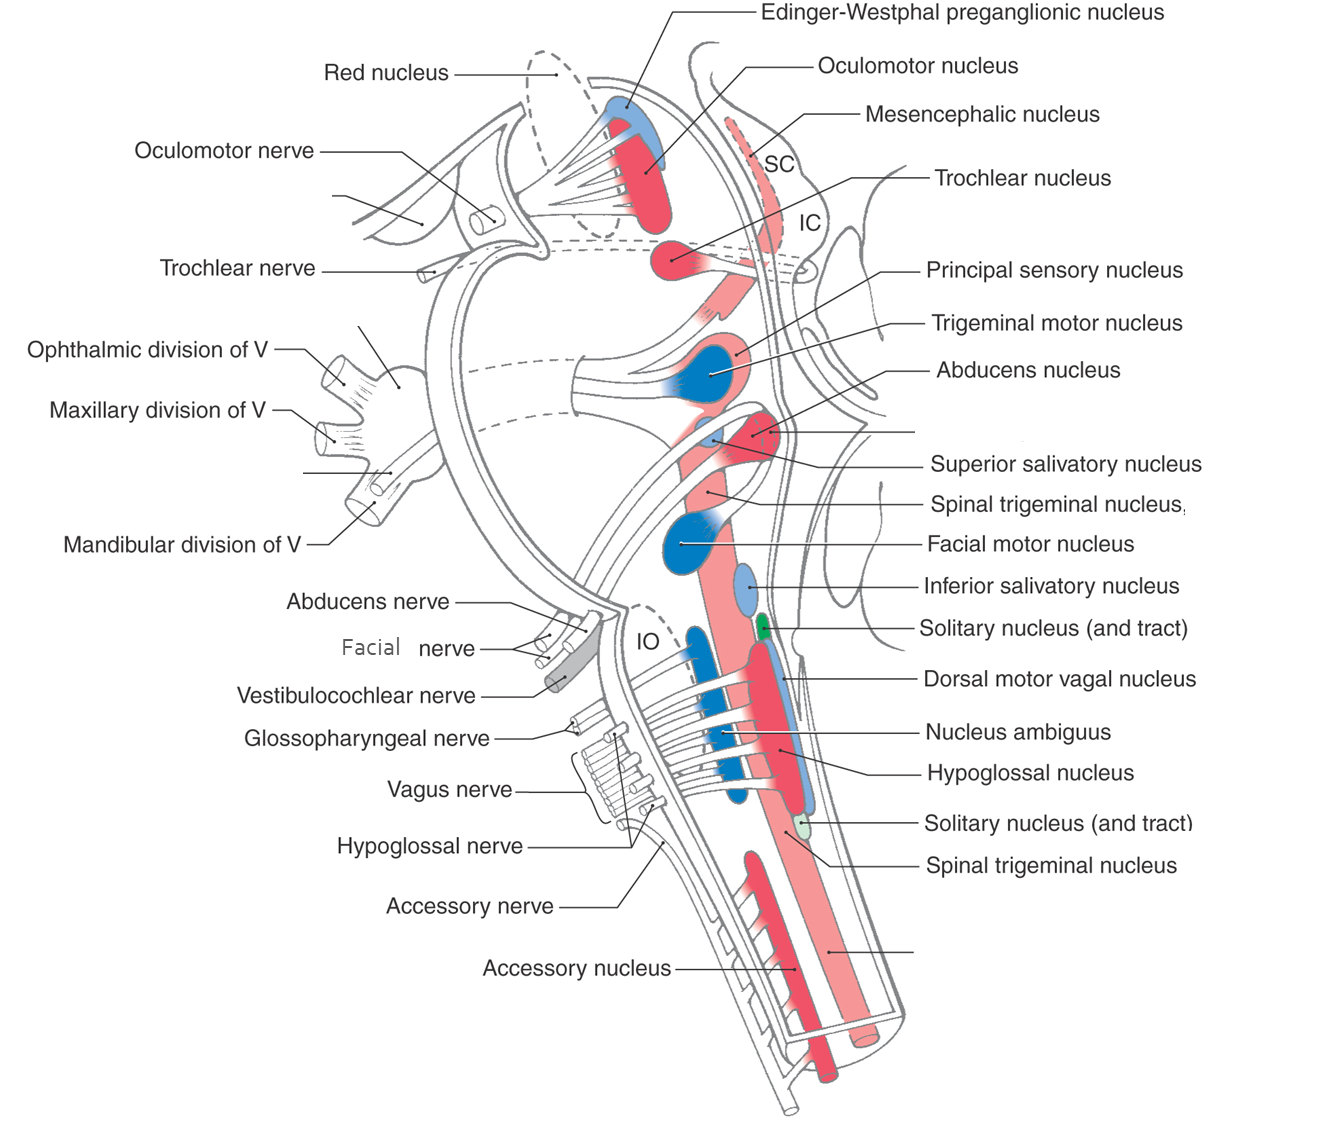 Edinger-Westphal preganglionic nucleus
Red nucleus
Oculomotor nucleus
Mesencephalic nucleus
Oculomotor nerve
SC
Trochlear nucleus
IC
Trochlear nerve
Principal sensory nucleus
Trigeminal motor nucleus
Ophthalmic division of V
Abducens nucleus
Maxillary division of V
Superior salivatory nucleus
Spinal trigeminal nucleus,
Mandibular division of V
Facial motor nucleus
Inferior salivatory nucleus
Abducens nerve
Solitary nucleus (and tract)
Facial nerve
IO
Dorsal motor vagal nucleus
Vestibulocochlear nerve
Nucleus ambiguus
Glossopharyngeal nerve
Hypoglossal nucleus
Vagus nerve
Solitary nucleus (and tract)
Hypoglossal nerve
Spinal trigeminal nucleus
Accessory nerve
Accessory nucleus